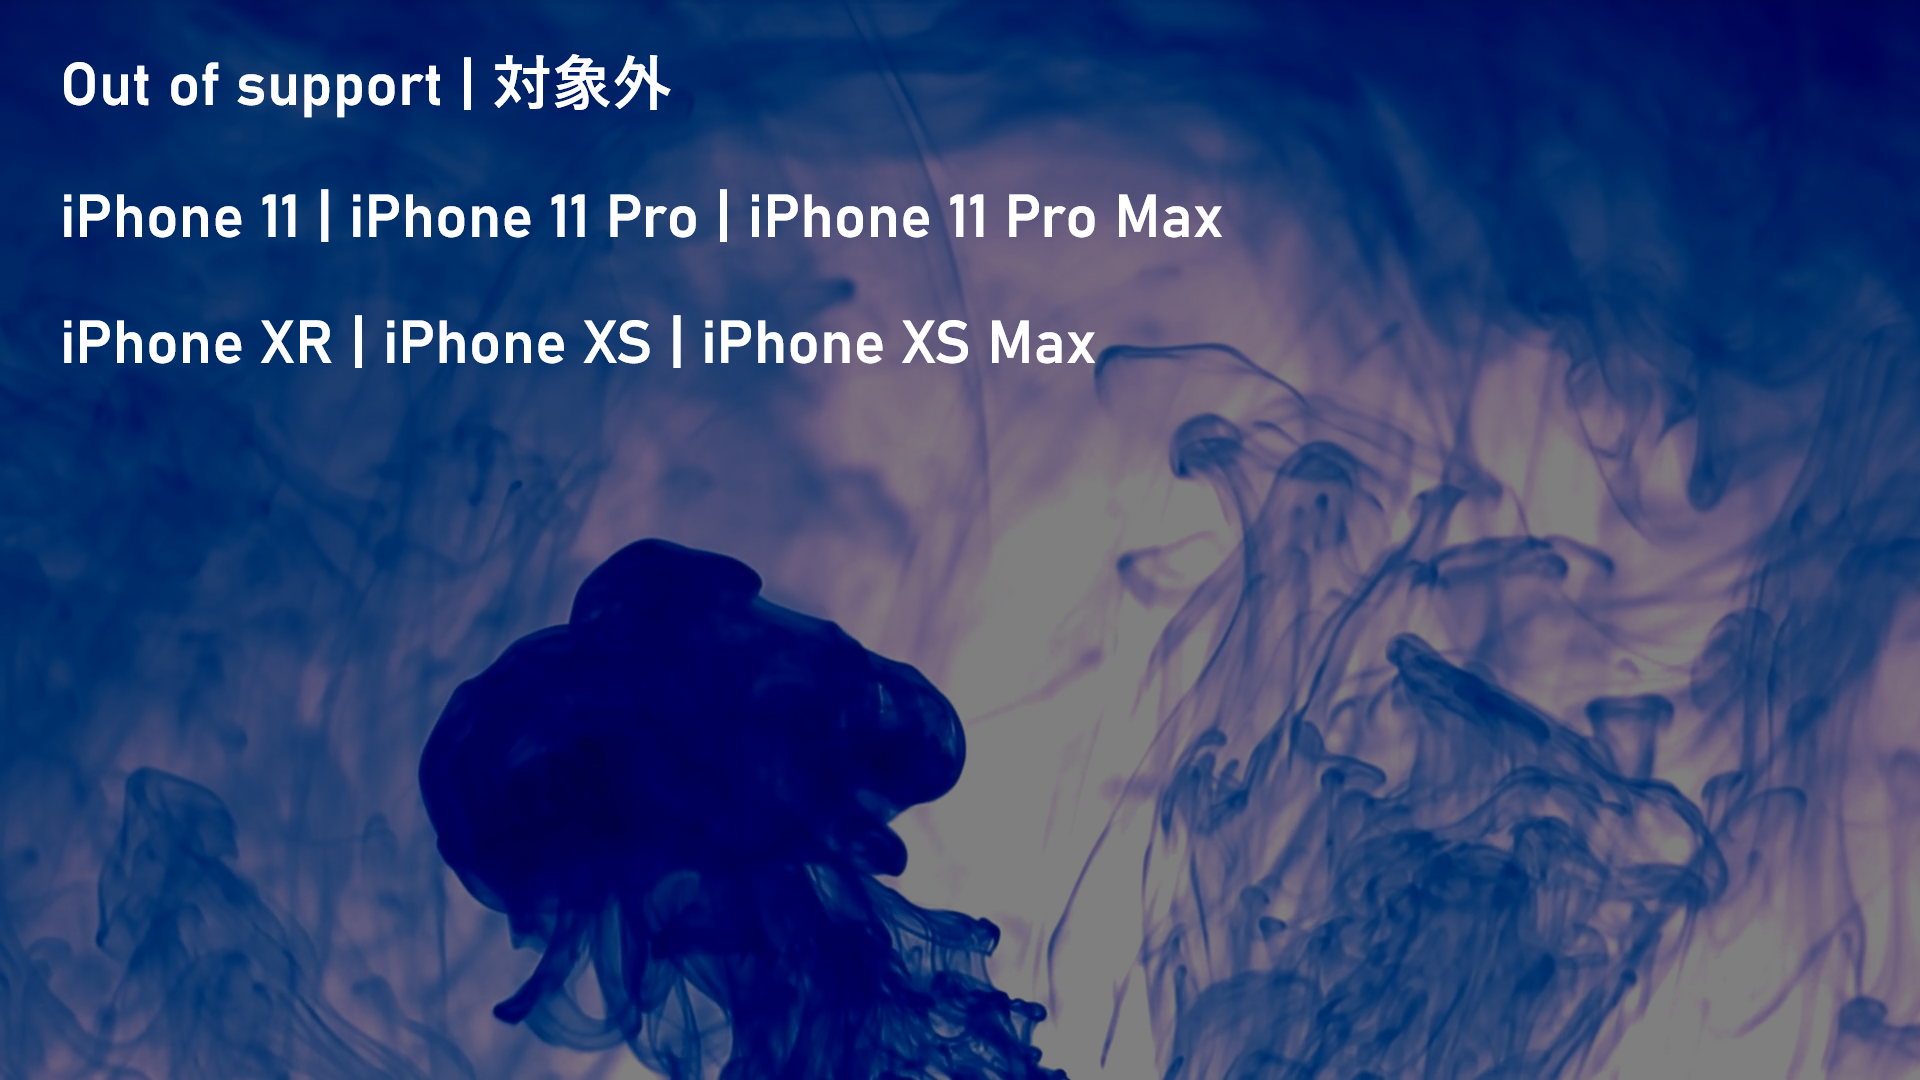 Out of support | 対象外
iPhone 11 | iPhone 11 Pro | iPhone 11 Pro Max
iPhone XR | iPhone XS | iPhone XS Max